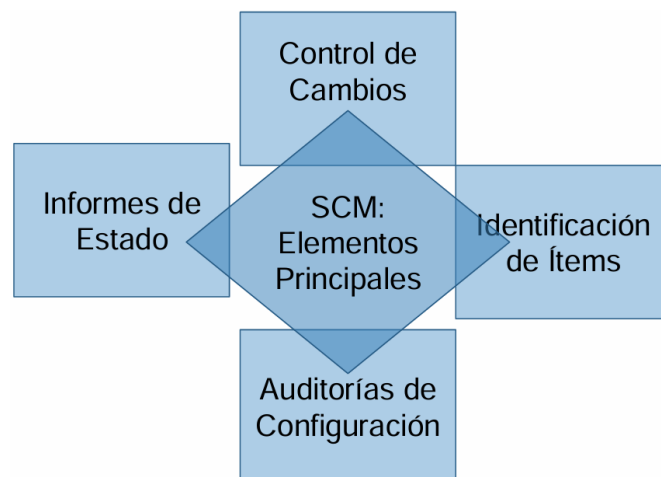 Control de
Cambios
Informes de
Estado
SCM:
Elementos
Principales
Identificación
de Ítems
Auditorías de
Configuración